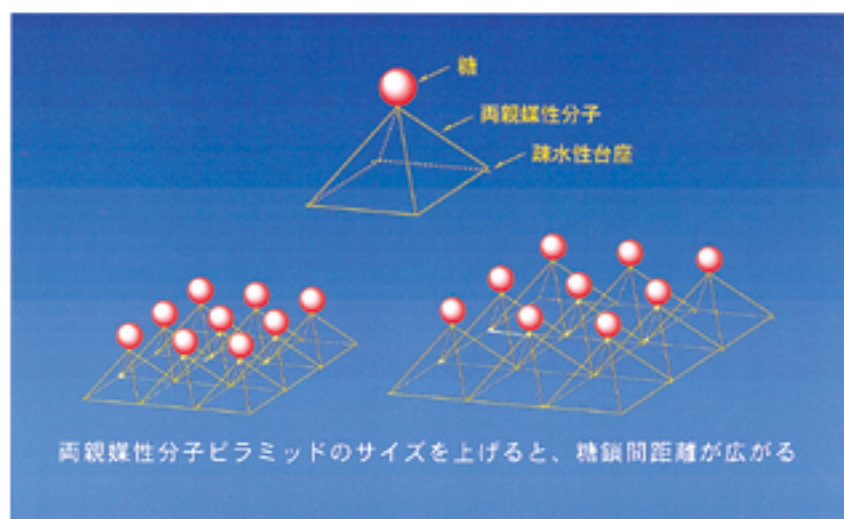 糖
両親媒性分子
疎水性台座
両親媒性分子ピラミッドのサイズを上げると、糖鎖間距離が広がる